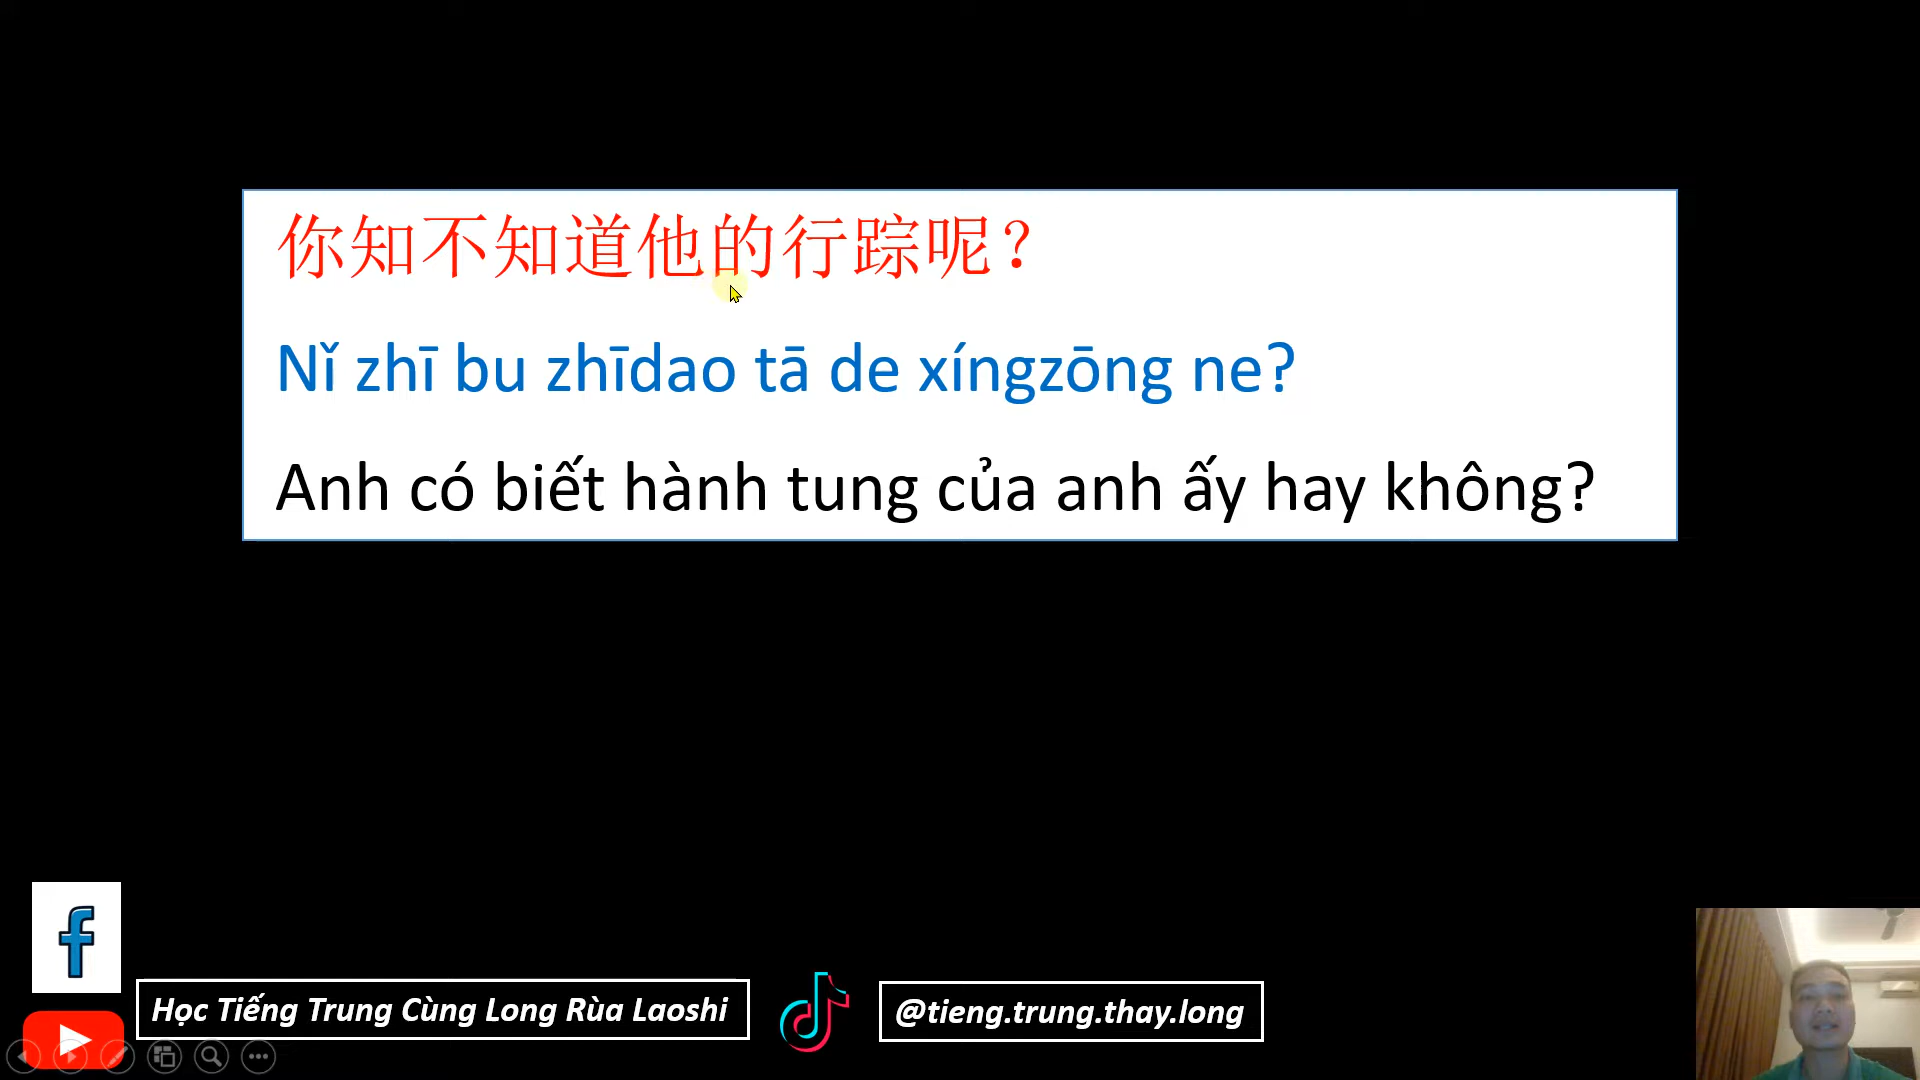 你知不知道他的行踪呢?
Nǐ zhī bu zhīdao tā de xíngzōng ne?
Anh có biết hành tung của anh ấy hay không?
f
Học Tiếng Trung Cùng Long Rùa Laoshi
@tieng.trung.thay.long